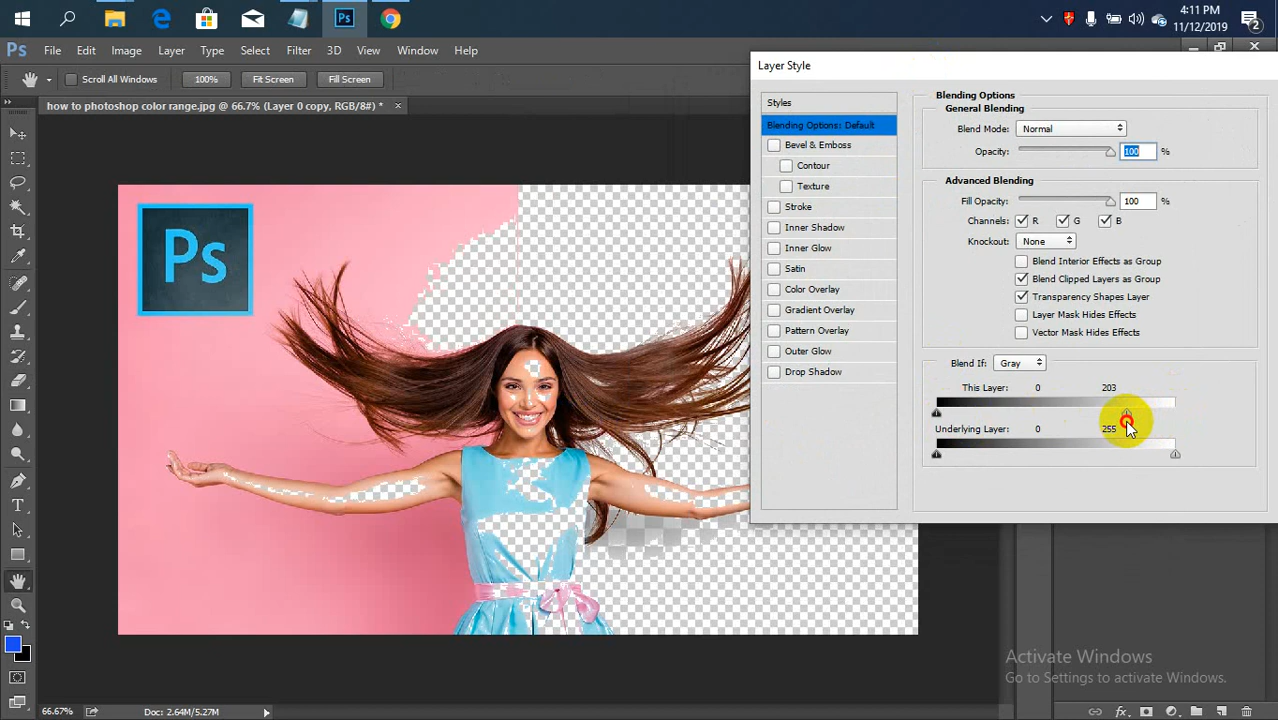 4:11 PM
11/12/2019
2
Ps
Ps File Edit Image Layer Type Select Filter 3D View Window Help
Scroll All Windows 100% Fit Screen Fill Screen
how to photoshop color range.jpg @ 66.7% (Layer 0 copy, RGB/8#) * ×
Ps
Layer Style
Styles
Blending Options: Default
Bevel & Emboss
Contour
Texture
Stroke
Inner Shadow
Inner Glow
Satin
Color Overlay
Gradient Overlay
Pattern Overlay
Outer Glow
Drop Shadow
Blending Options
General Blending
Blend Mode: Normal
Opacity: 100 %
Advanced Blending
Fill Opacity: 100 %
Channels: R G B
Knockout: None
Blend Interior Effects as Group
Blend Clipped Layers as Group
Transparency Shapes Layer
Layer Mask Hides Effects
Vector Mask Hides Effects
Blend If: Gray
This Layer: 0 203
Underlying Layer: 0 255
Activate Windows
Go to Settings to activate Windows.
66.67% Doc: 2.64M/5.27M
fx